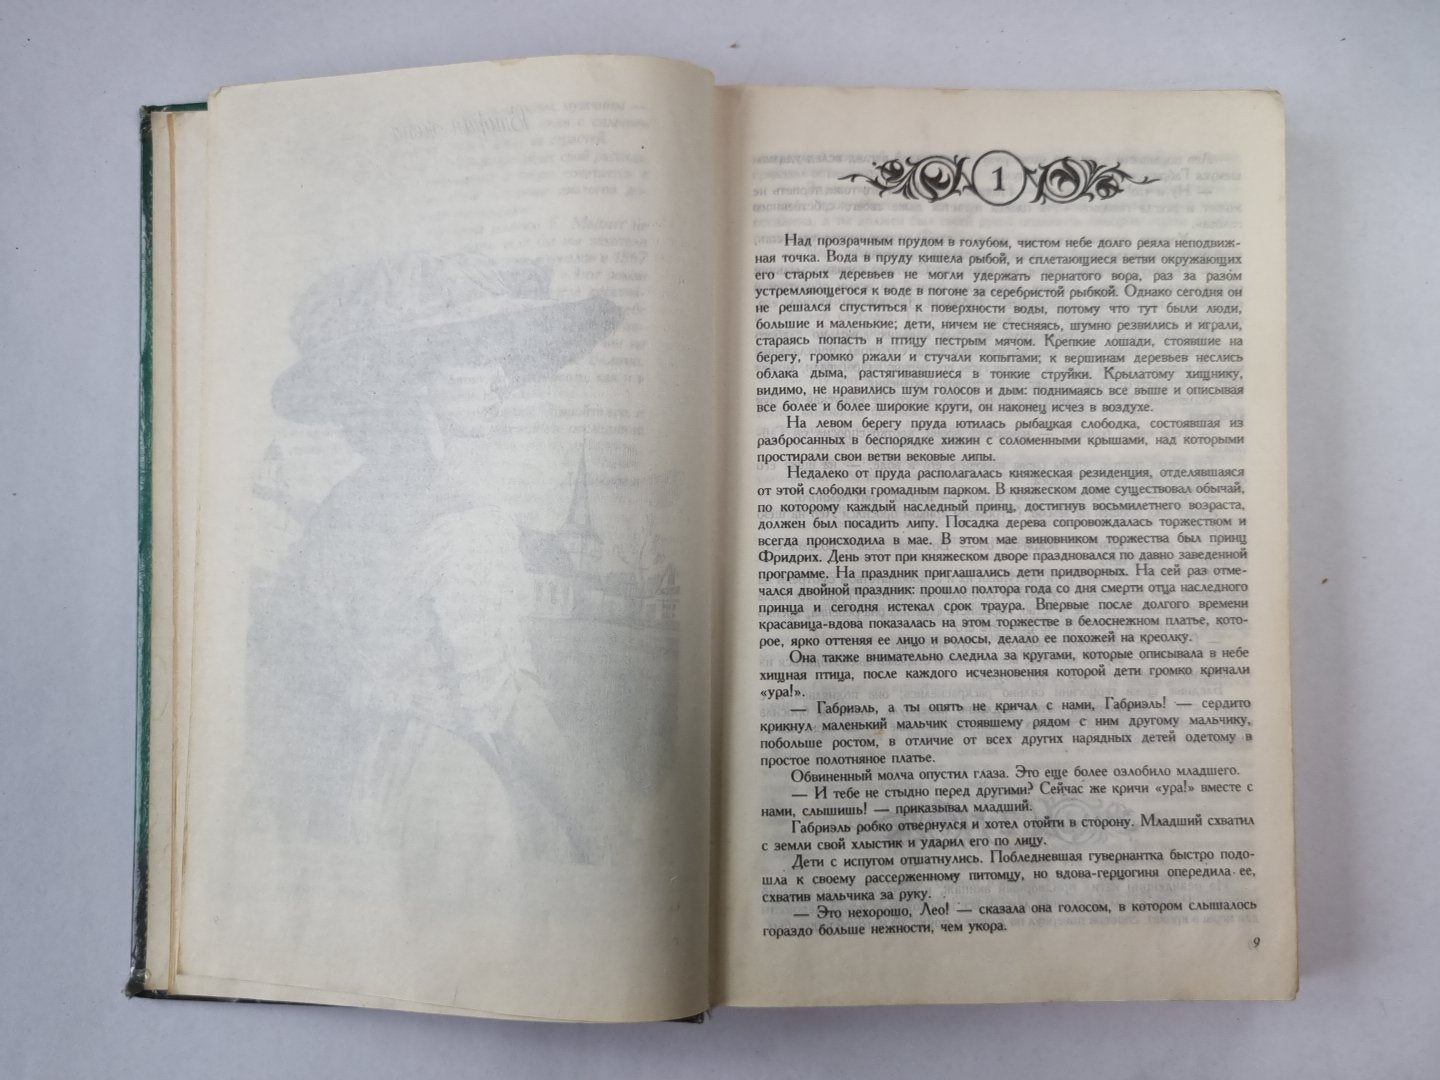 1
Над прозрачным прудом в голубом, чистом небе долго реяла неподвиж-
ная точка. Вода в пруду кишела рыбой, и сплетающиеся ветви окружающих
его старых деревьев не могли удержать пернатого вора, раз за разом
устремляющегося к воде в погоне за серебристой рыбкой. Однако сегодня он
не решался спуститься к поверхности воды, потому что тут были люди,
большие и маленькие; дети, ничем не стесняясь, шумно резвились и играли,
стараясь попасть в птицу пестрым мячом. Крепкие лошади, стоявшие на
берегу, громко ржали и стучали копытами; к вершинам деревьев неслись
облака дыма, растягивавшиеся в тонкие струйки. Крылатому хищнику,
видимо, не нравились шум голосов и дым: поднимаясь все выше и описывая
все более и более широкие круги, он наконец исчез в воздухе.
На левом берегу пруда ютилась рыбацкая слободка, состоявшая из
разбросанных в беспорядке хижин с соломенными крышами, над которыми
простирали свои ветви вековые липы.
Недалеко от пруда располагалась княжеская резиденция, отделявшаяся
от этой слободки громадным парком. В княжеском доме существовал обычай,
по которому каждый наследный принц, достигнув восьмилетнего возраста,
должен был посадить липу. Посадка дерева сопровождалась торжеством и
всегда происходила в мае. В этом мае виновником торжества был принц
Фридрих. День этот при княжеском дворе праздновался по давно заведенной
программе. На праздник приглашались дети придворных. На сей раз отме-
чался двойной праздник: прошло полтора года со дня смерти отца наследного
принца и сегодня истекал срок траура. Впервые после долгого времени
красавица-вдова показалась на этом торжестве в белоснежном платье, кото-
рое, ярко оттеняя ее лицо и волосы, делало ее похожей на креолку.
Она также внимательно следила за кругами, которые описывала в небе
хищная птица, после каждого исчезновения которой дети громко кричали
«ура!».
— Габриэль, а ты опять не кричал с нами, Габриэль! — сердито
крикнул маленький мальчик стоявшему рядом с ним другому мальчику,
побольше ростом, в отличие от всех других нарядных детей одетому в
простое полотняное платье.
Обвиненный молча опустил глаза. Это еще более озлобило младшего.
— И тебе не стыдно перед другими? Сейчас же кричи «ура!» вместе с
нами, слышишь! — приказывал младший.
Габриэль робко отвернулся и хотел отойти в сторону. Младший схватил
с земли свой хлыстик и ударил его по лицу.
Дети с испугом отшатнулись. Побледневшая гувернантка быстро подо-
шла к своему рассерженному питомцу, но вдова-герцогиня опередила ее,
схватив мальчика за руку.
— Это нехорошо, Лео! — сказала она голосом, в котором слышалось
гораздо больше нежности, чем укора.
9